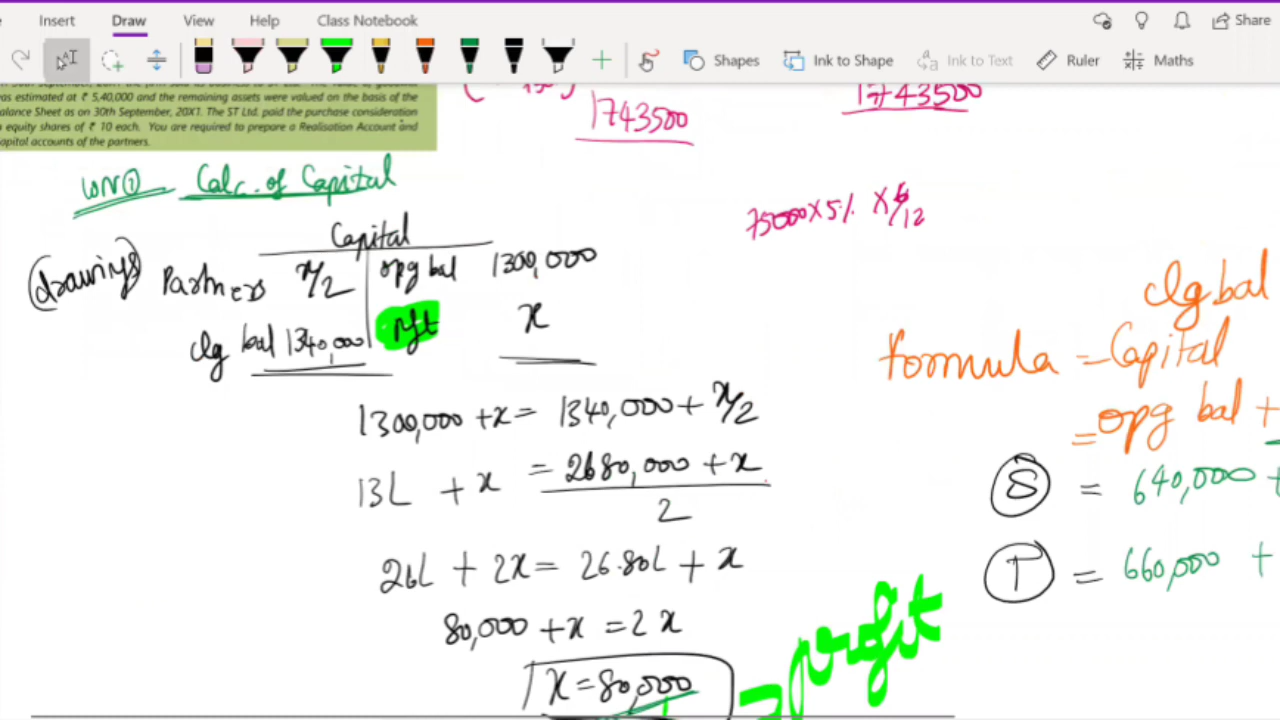 Insert Draw View Help Class Notebook Share
Shapes Ink to Shape Ink to Text Ruler Maths
was estimated at ₹ 5,40,000 and the remaining assets were valued on the basis of the
alance Sheet as on 30th September, 20X1. The ST Ltd. paid the purchase consideration
equity shares of ₹ 10 each. You are required to prepare a Realisation Account and
apital accounts of the partners.
1743500 1743500
WN① Calc. of Capital
75000 X 5% X 6/12
Capital
(drawings) Partners x/2 opg bal 1300,000
clg bal 1340,000 pft x
clg bal
formula = Capital
= opg bal +
1300,000 + x = 1340,000 + x/2
13L + x = 2680,000 + x
2
S = 640,000 +
26L + 2x = 26.80L + x
T = 660,000 +
80,000 + x = 2x
x = 80,000
profit